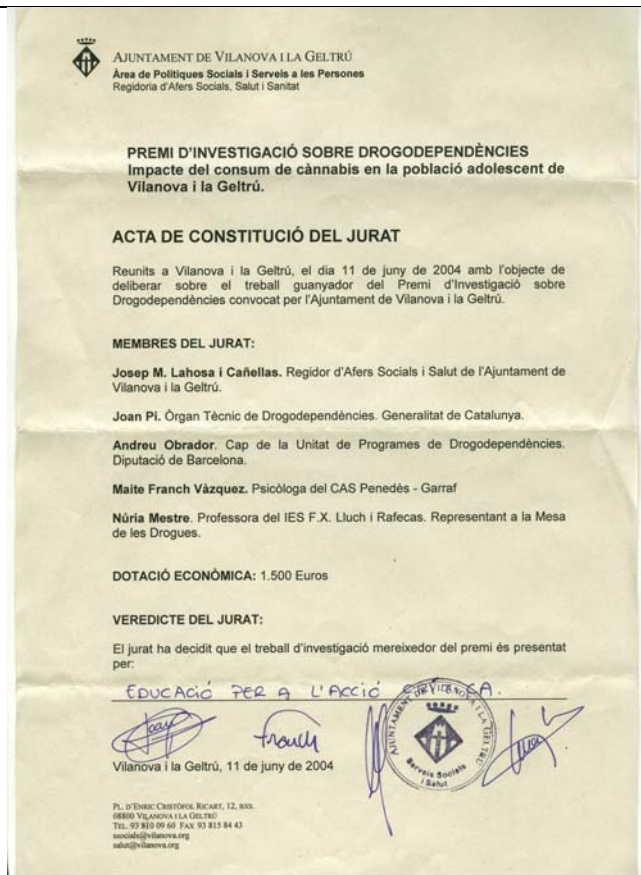 AJUNTAMENT DE VILANOVA I LA GELTRÚ
Àrea de Polítiques Socials i Serveis a les Persones
Regidoria d'Afers Socials, Salut i Sanitat
PREMI D'INVESTIGACIÓ SOBRE DROGODEPENDÈNCIES
Impacte del consum de cànnabis en la població adolescent de
Vilanova i la Geltrú.
ACTA DE CONSTITUCIÓ DEL JURAT
Reunits a Vilanova i la Geltrú, el dia 11 de juny de 2004 amb l'objecte de
deliberar sobre el treball guanyador del Premi d'Investigació sobre
Drogodependències convocat per l'Ajuntament de Vilanova i la Geltrú.
MEMBRES DEL JURAT:
Josep M. Lahosa i Cañellas. Regidor d'Afers Socials i Salut de l'Ajuntament de
Vilanova i la Geltrú.
Joan Pi. Òrgan Tècnic de Drogodependències. Generalitat de Catalunya.
Andreu Obrador. Cap de la Unitat de Programes de Drogodependències.
Diputació de Barcelona.
Maite Franch Vàzquez. Psicòloga del CAS Penedès - Garraf
Núria Mestre. Professora del IES F.X. Lluch i Rafecas. Representant a la Mesa
de les Drogues.
DOTACIÓ ECONÒMICA: 1.500 Euros
VEREDICTE DEL JURAT:
El jurat ha decidit que el treball d'investigació mereixedor del premi és presentat
per:
EDUCACIÓ PER A L'ACCIÓ
AJUNTAMENT DE VILANOVA I LA GELTRÚ
Serveis Socials
i Salut
Franch
Vilanova i la Geltrú, 11 de juny de 2004
PL. D'ENRIC CRISTÒFOL RICART, 12, BXS.
08800 VILANOVA I LA GELTRÚ
TEL. 93 810 09 60 FAX 93 815 84 43
ssocials@vilanova.org
salut@vilanova.org